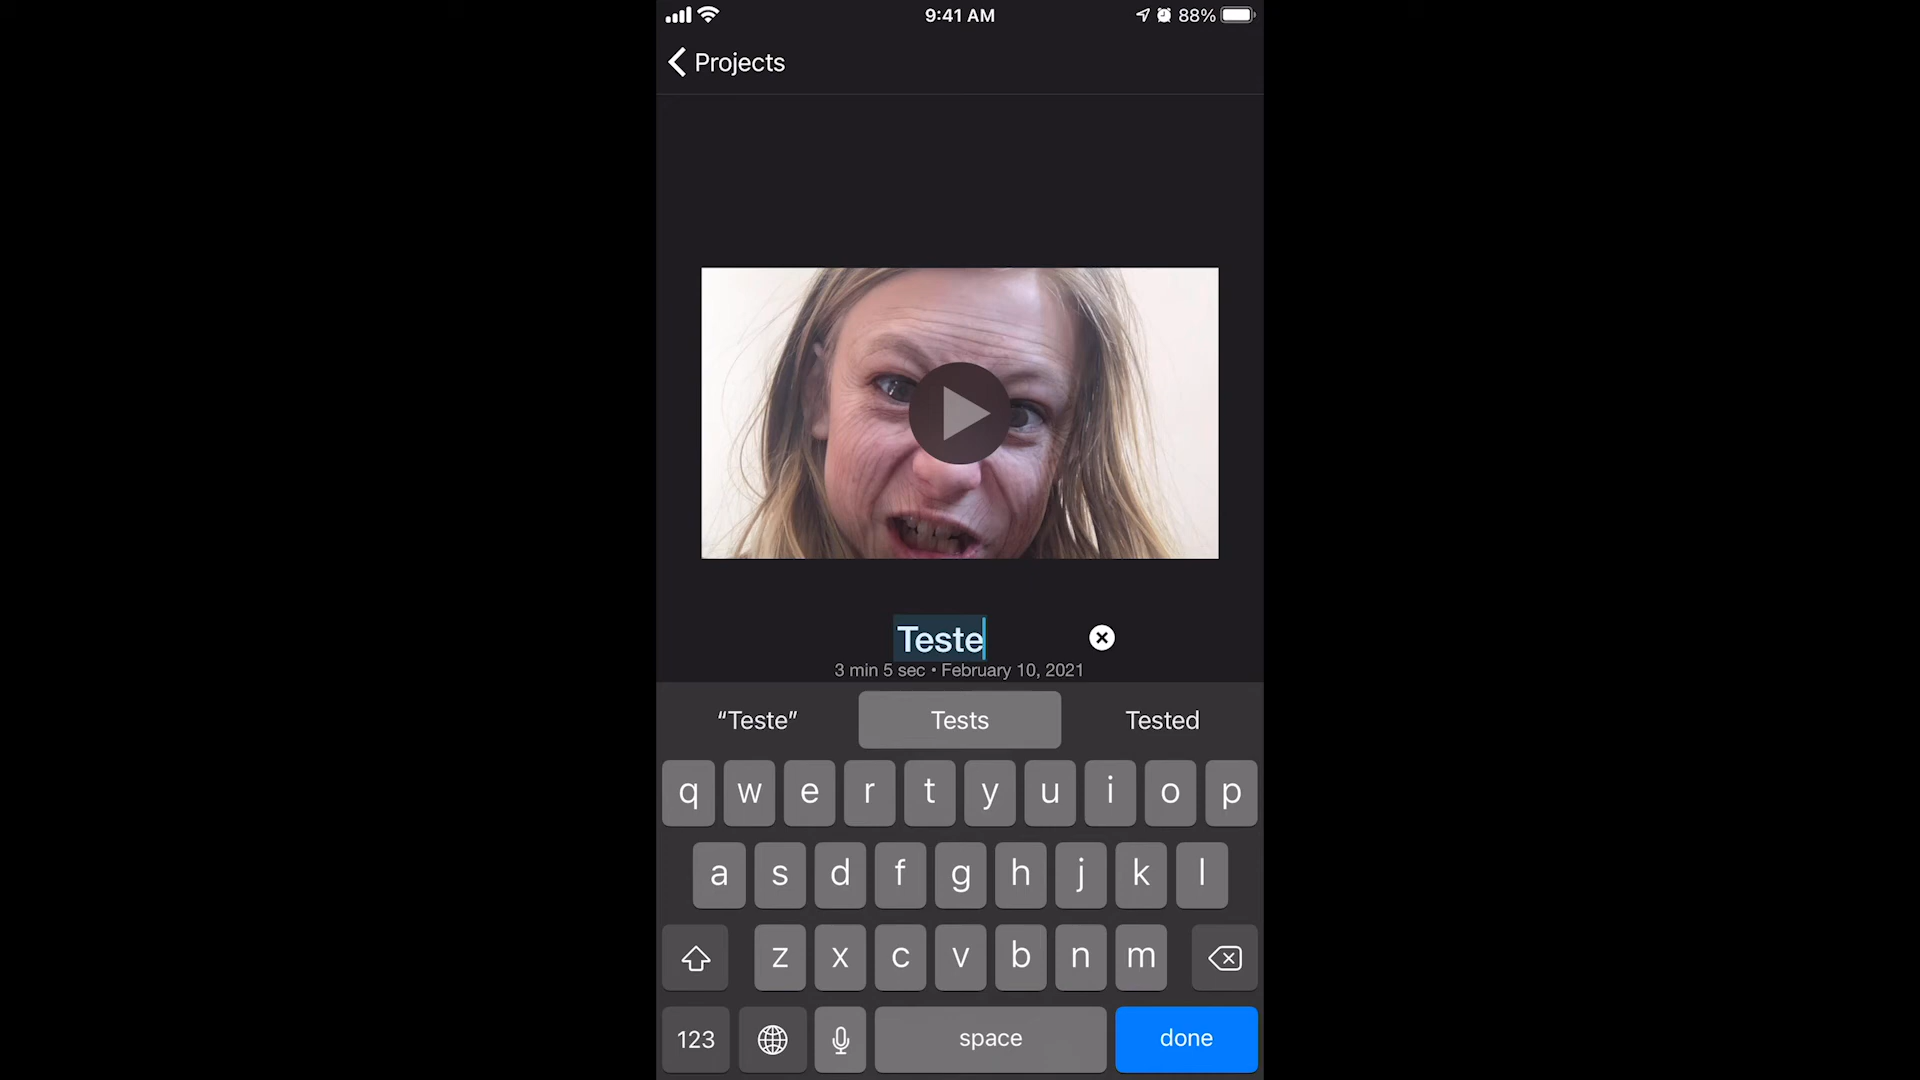 9:41 AM
88%
Projects
Teste
3 min 5 sec • February 10, 2021
“Teste” Tests Tested
q w e r t y u i o p
a s d f g h j k l
z x c v b n m
123 space done